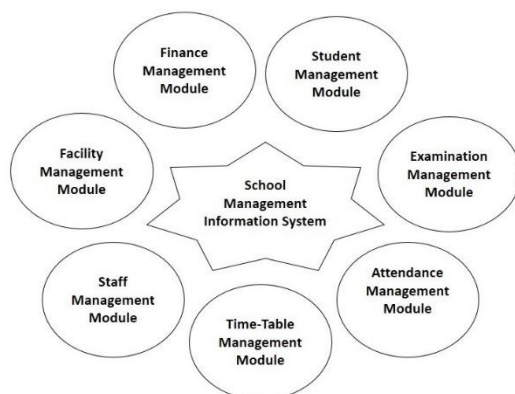 Finance
Management
Module
Student
Management
Module
Facility
Management
Module
School
Management
Information System
Examination
Management
Module
Staff
Management
Module
Time-Table
Management
Module
Attendance
Management
Module